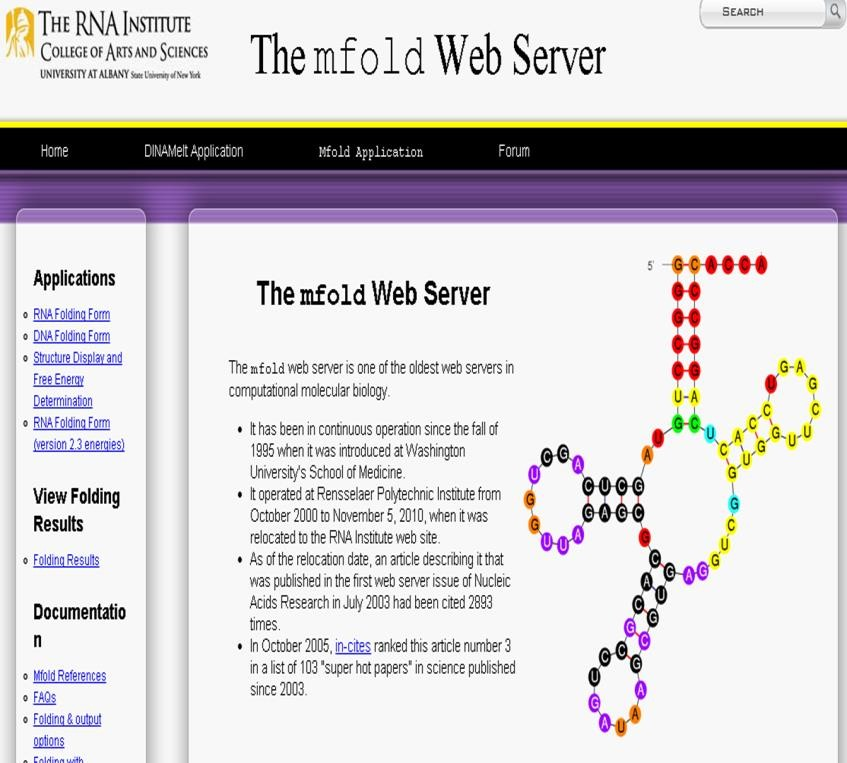 THE RNA INSTITUTE
COLLEGE OF ARTS AND SCIENCES
UNIVERSITY AT ALBANY State University of New York
The mfold Web Server
SEARCH
Home
DINAMelt Application
Mfold Application
Forum
Applications
RNA Folding Form
DNA Folding Form
Structure Display and
Free Energy
Determination
RNA Folding Form
(version 2.3 energies)
View Folding
Results
Folding Results
Documentatio
n
Mfold References
FAQs
Folding & output
options
Folding with
The mfold Web Server
The mfold web server is one of the oldest web servers in
computational molecular biology.
It has been in continuous operation since the fall of
1995 when it was introduced at Washington
University's School of Medicine.
It operated at Rensselaer Polytechnic Institute from
October 2000 to November 5, 2010, when it was
relocated to the RNA Institute web site.
As of the relocation date, an article describing it that
was published in the first web server issue of Nucleic
Acids Research in July 2003 had been cited 2893
times.
In October 2005, in-cites ranked this article number 3
in a list of 103 "super hot papers" in science published
since 2003.
5'
G C A C C A